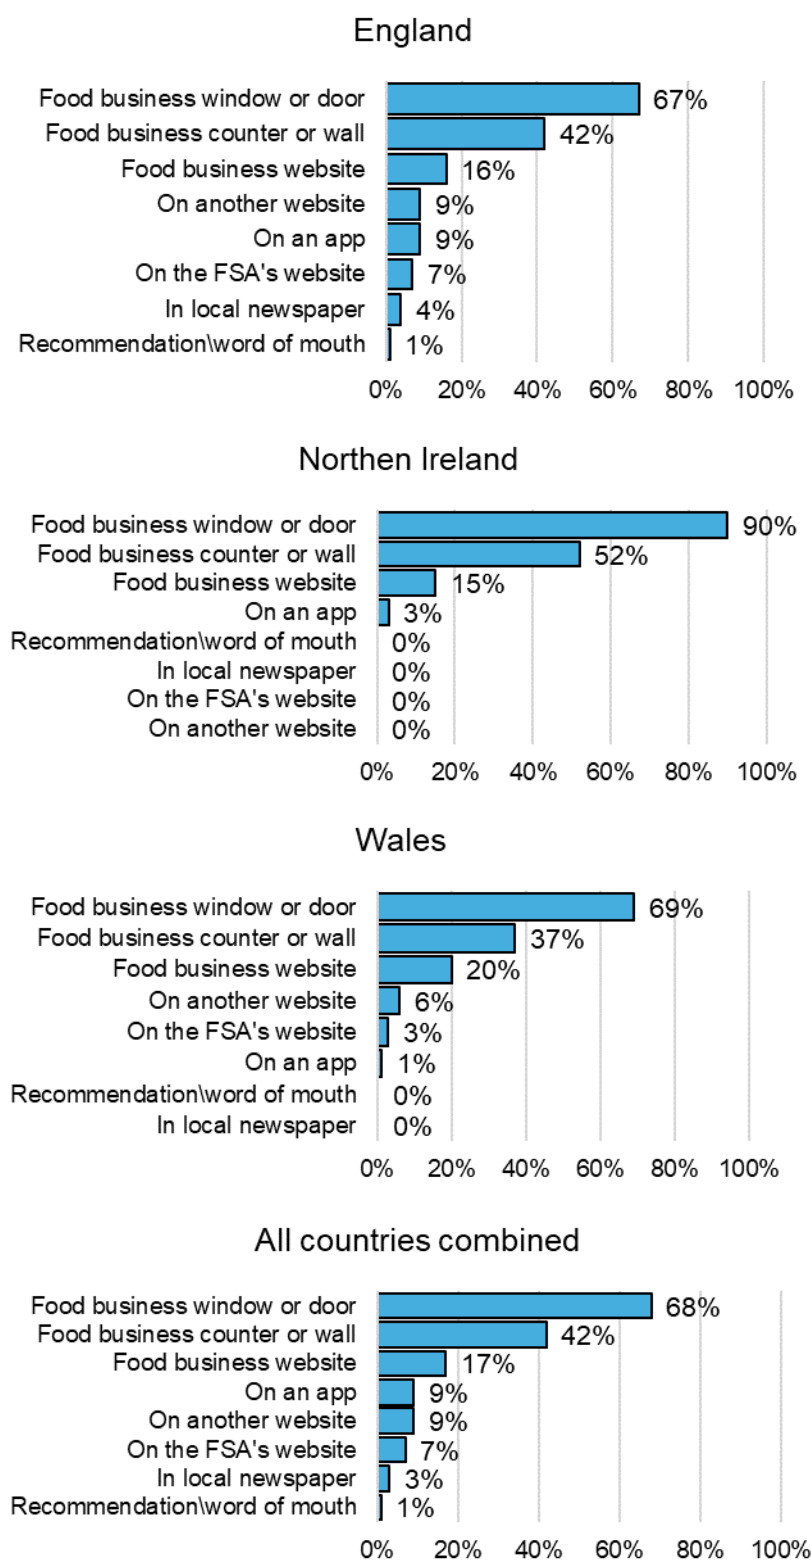 England
Food business window or door 67%
Food business counter or wall 42%
Food business website 16%
On another website 9%
On an app 9%
On the FSA's website 7%
In local newspaper 4%
Recommendation\word of mouth 1%
0% 20% 40% 60% 80% 100%
Northen Ireland
Food business window or door 90%
Food business counter or wall 52%
Food business website 15%
On an app 3%
Recommendation\word of mouth 0%
In local newspaper 0%
On the FSA's website 0%
On another website 0%
0% 20% 40% 60% 80% 100%
Wales
Food business window or door 69%
Food business counter or wall 37%
Food business website 20%
On another website 6%
On the FSA's website 3%
On an app 1%
Recommendation\word of mouth 0%
In local newspaper 0%
0% 20% 40% 60% 80% 100%
All countries combined
Food business window or door 68%
Food business counter or wall 42%
Food business website 17%
On an app 9%
On another website 9%
On the FSA's website 7%
In local newspaper 3%
Recommendation\word of mouth 1%
0% 20% 40% 60% 80% 100%